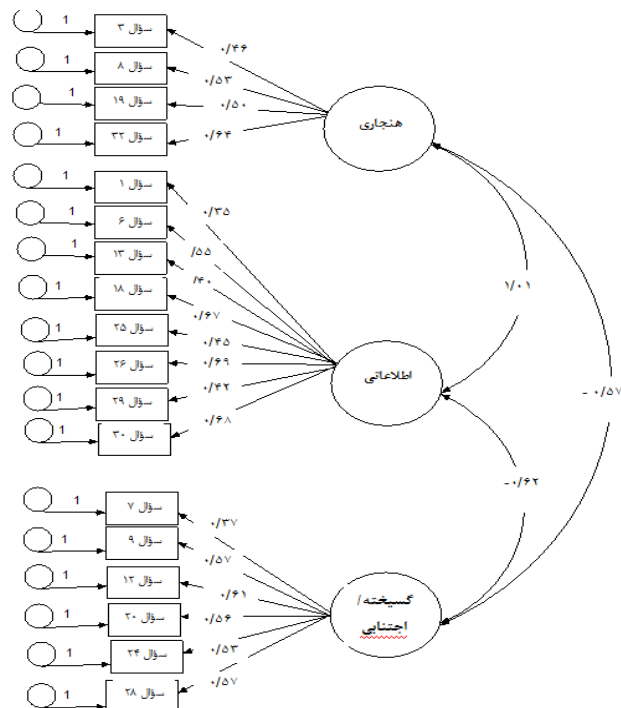 1
سؤال ۳
۰/۴۶
1
سؤال ۸
۰/۵۳
1
سؤال ۱۹
۰/۵۰
1
سؤال ۳۲
۰/۶۴
هنجاری
1
سؤال ۱
۰/۳۵
1
سؤال ۶
/۵۵
1
سؤال ۱۳
/۴۰
1
سؤال ۱۸
۰/۶۷
1
سؤال ۲۵
۰/۴۵
1
سؤال ۲۶
۰/۶۹
1
سؤال ۲۹
۰/۴۲
1
سؤال ۳۰
۰/۶۸
اطلاعاتی
۱/۰۱
- ۰/۵۷
-۰/۶۲
1
سؤال ۷
۰/۳۷
1
سؤال ۹
۰/۵۷
1
سؤال ۱۲
۰/۶۱
1
سؤال ۲۰
۰/۵۶
1
سؤال ۲۴
۰/۵۳
1
سؤال ۲۸
۰/۵۷
گسیخته/
اجتنابی